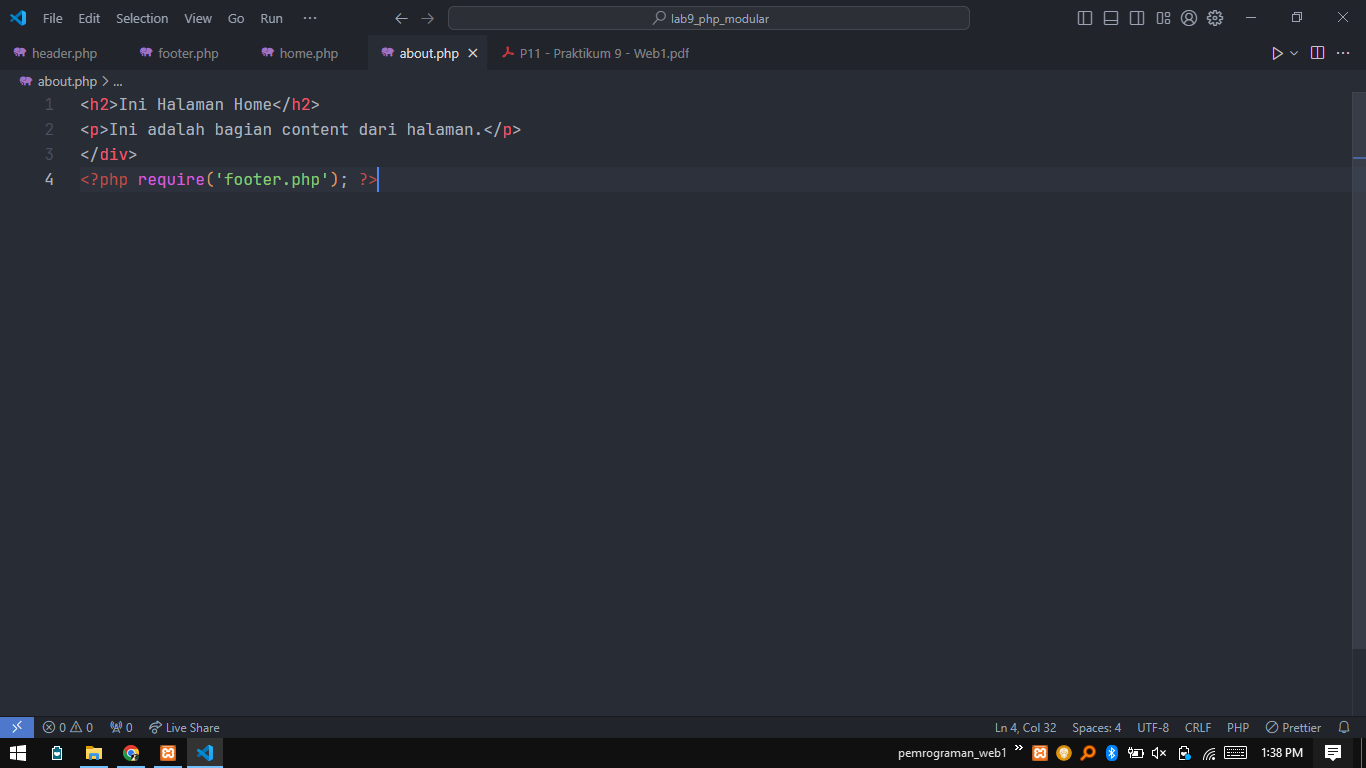 File Edit Selection View Go Run ··· lab9_php_modular
header.php footer.php home.php about.php P11 - Praktikum 9 - Web1.pdf
about.php > ...
1 <h2>Ini Halaman Home</h2>
2 <p>Ini adalah bagian content dari halaman.</p>
3 </div>
4 <?php require('footer.php'); ?>
0 0 0 Live Share Ln 4, Col 32 Spaces: 4 UTF-8 CRLF PHP Prettier
pemrograman_web1 » 1:38 PM